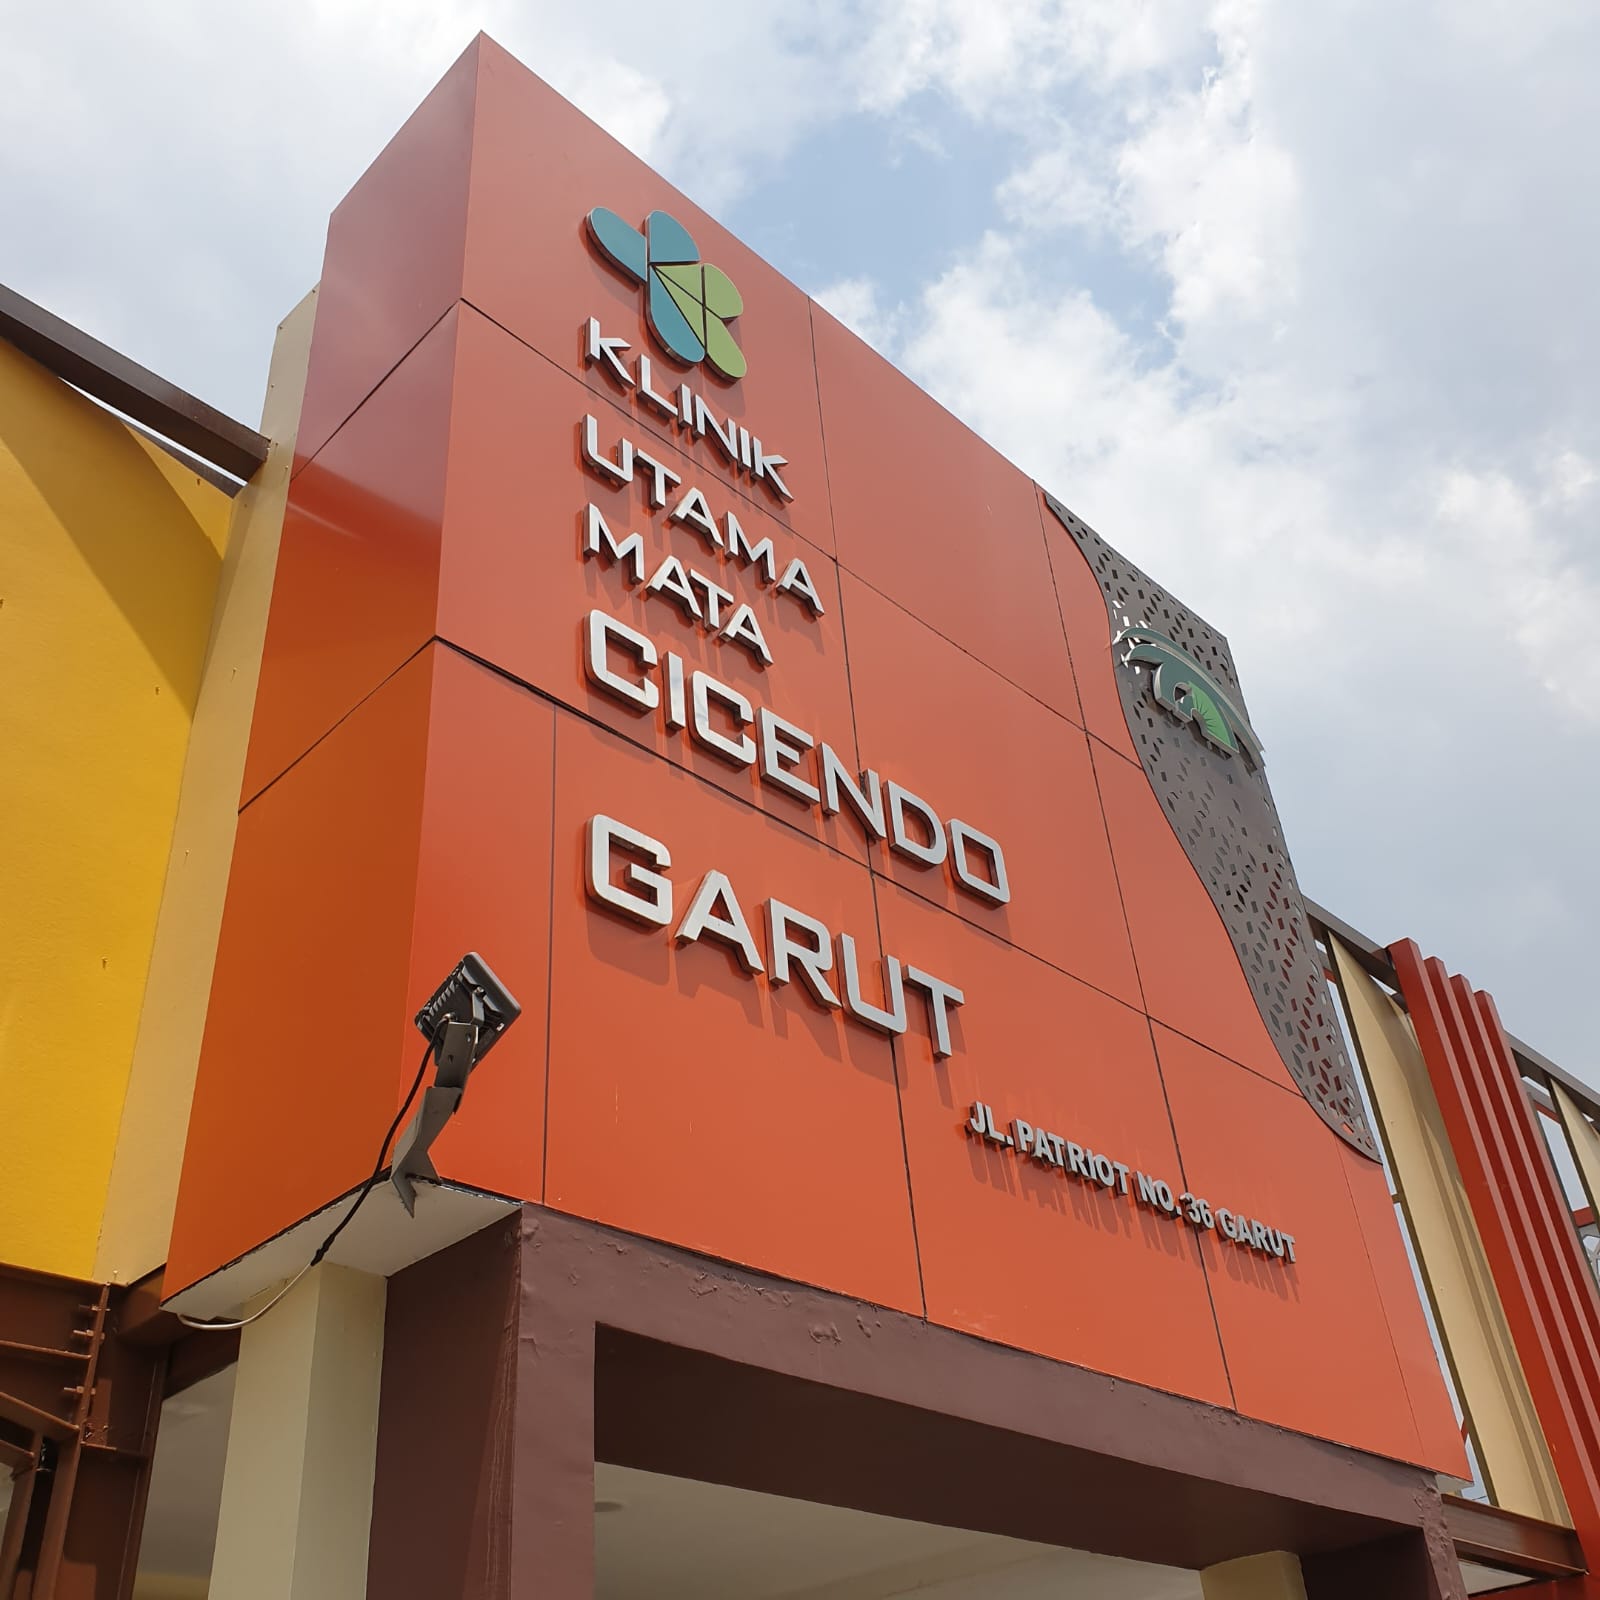 KLINIK
UTAMA
MATA
CICENDO
GARUT
JL. PATRIOT NO. 36 GARUT